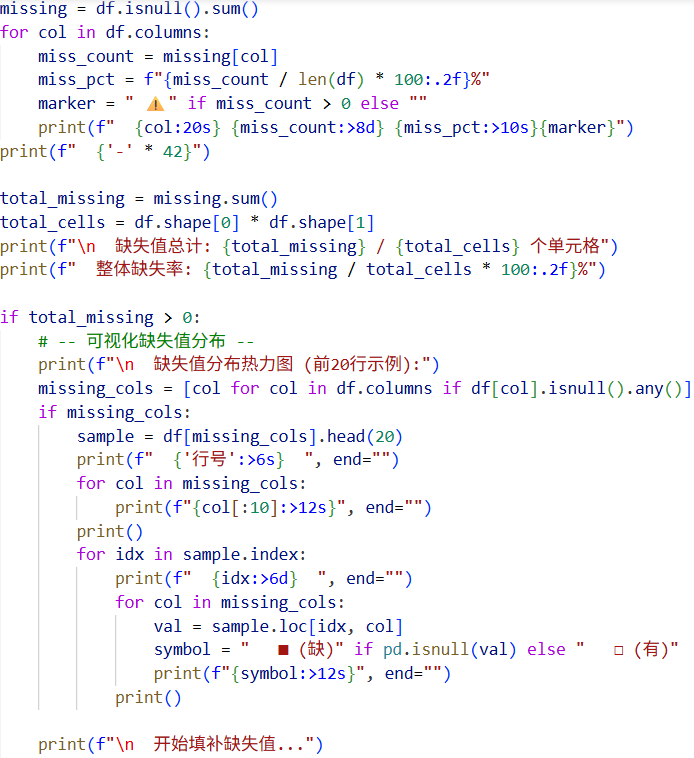 missing = df.isnull().sum()
for col in df.columns:
    miss_count = missing[col]
    miss_pct = f"{miss_count / len(df) * 100:.2f}%"
    marker = " ⚠️" if miss_count > 0 else ""
    print(f"  {col:20s} {miss_count:>8d} {miss_pct:>10s}{marker}")
print(f"  {'-' * 42}")

total_missing = missing.sum()
total_cells = df.shape[0] * df.shape[1]
print(f"\n  缺失值总计: {total_missing} / {total_cells} 个单元格")
print(f"  整体缺失率: {total_missing / total_cells * 100:.2f}%")

if total_missing > 0:
    # -- 可视化缺失值分布 --
    print(f"\n  缺失值分布热力图 (前20行示例):")
    missing_cols = [col for col in df.columns if df[col].isnull().any()]
    if missing_cols:
        sample = df[missing_cols].head(20)
        print(f"  {'行号':>6s}  ", end="")
        for col in missing_cols:
            print(f"{col[:10]:>12s}", end="")
        print()
        for idx in sample.index:
            print(f"  {idx:>6d}  ", end="")
            for col in missing_cols:
                val = sample.loc[idx, col]
                symbol = "   ■ (缺)" if pd.isnull(val) else "   □ (有)"
                print(f"{symbol:>12s}", end="")
            print()

    print(f"\n  开始填补缺失值...")